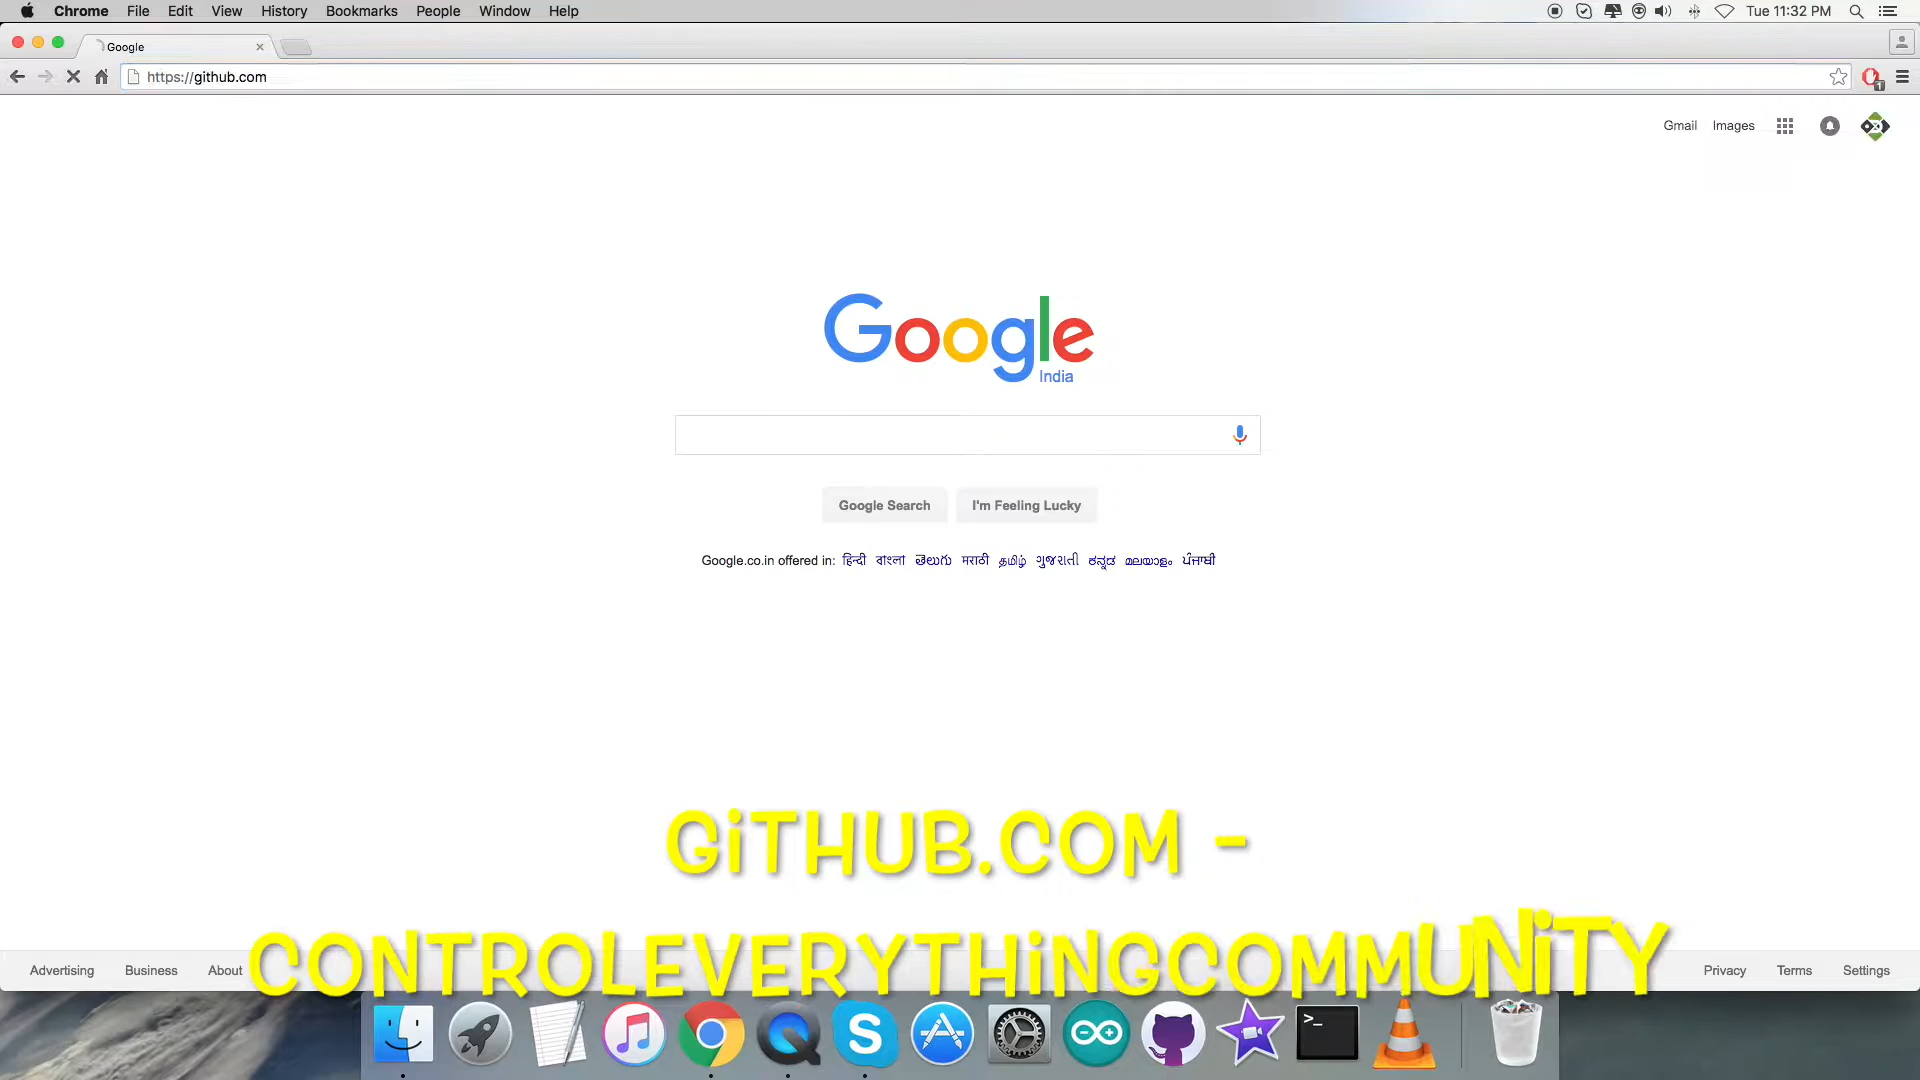 Chrome File Edit View History Bookmarks People Window Help Tue 11:32 PM
Google
https://github.com
1
Gmail Images
Google
India
Google Search I'm Feeling Lucky
Google.co.in offered in: हिन्दी বাংলা తెలుగు मराठी தமிழ் ગુજરાતી ಕನ್ನಡ മലയാളം ਪੰਜਾਬੀ
GiTHUB.COM -
CONTROLEVERYTHiNGCOMMUNiTY
Advertising Business About Privacy Terms Settings